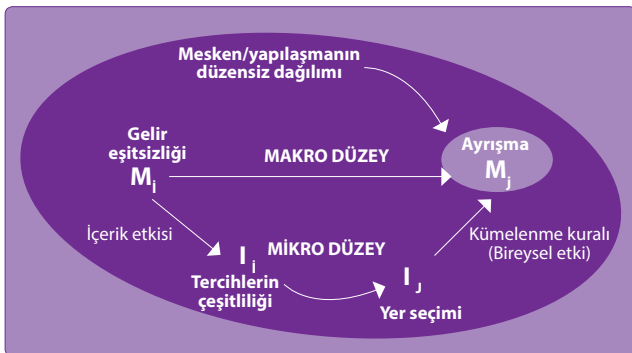 Mesken/yapılaşmanın
düzensiz dağılımı
Gelir
eşitsizliği
Mi
MAKRO DÜZEY
Ayrışma
Mj
İçerik etkisi
Ii
MİKRO DÜZEY
Tercihlerin
çeşitliliği
IJ
Yer seçimi
Kümelenme kuralı
(Bireysel etki)